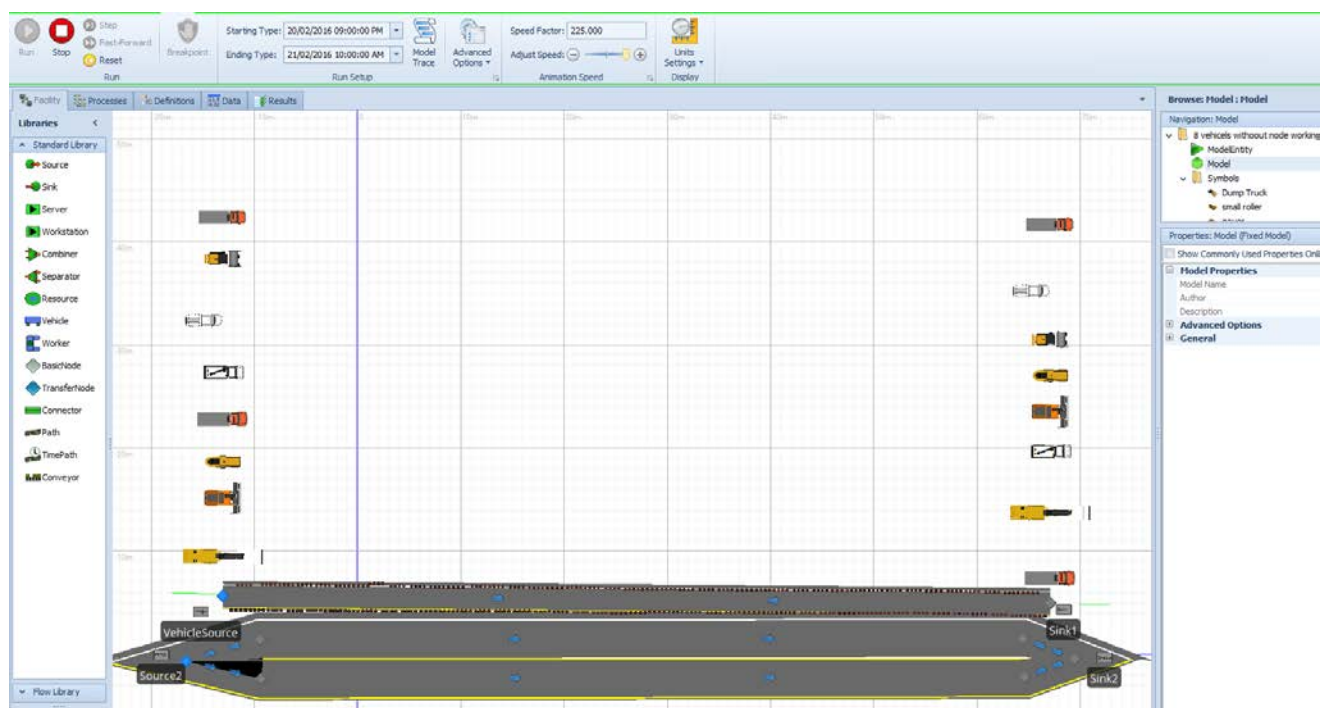 Run
Stop
Step
Fast-Forward
Reset
Run
Breakpoint
Starting Type: 20/02/2016 09:00:00 PM
Ending Type: 21/02/2016 10:00:00 AM
Run Setup
Model Trace
Advanced Options
Speed Factor: 225.000
Adjust Speed:
Animation Speed
Units Settings
Display
Facility
Processes
Definitions
Data
Results
Libraries
Standard Library
Source
Sink
Server
Workstation
Combiner
Separator
Resource
Vehicle
Worker
BasicNode
TransferNode
Connector
Path
TimePath
Conveyor
Flow Library
VehicleSource
Source2
Sink1
Sink2
Browse: Model : Model
Navigation: Model
8 vehicels withoout node working
ModelEntity
Model
Symbols
Dump Truck
small roller
Properties: Model (Fixed Model)
Show Commonly Used Properties Onl
Model Properties
Model Name
Author
Description
Advanced Options
General